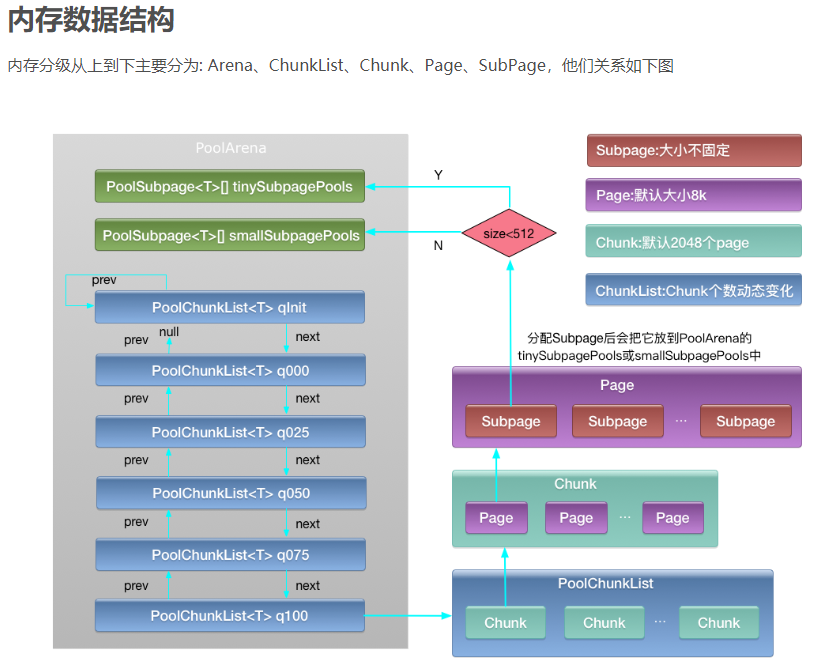 内存数据结构
内存分级从上到下主要分为: Arena、ChunkList、Chunk、Page、SubPage，他们关系如下图
PoolArena
PoolSubpage<T>[] tinySubpagePools
PoolSubpage<T>[] smallSubpagePools
prev
PoolChunkList<T> qInit
prev
null
next
PoolChunkList<T> q000
prev
next
PoolChunkList<T> q025
prev
next
PoolChunkList<T> q050
prev
next
PoolChunkList<T> q075
prev
next
PoolChunkList<T> q100
Y
N
size<512
Subpage:大小不固定
Page:默认大小8k
Chunk:默认2048个page
ChunkList:Chunk个数动态变化
分配Subpage后会把它放到PoolArena的
tinySubpagePools或smallSubpagePools中
Page
Subpage
Subpage
...
Subpage
Chunk
Page
Page
...
Page
PoolChunkList
Chunk
Chunk
...
Chunk